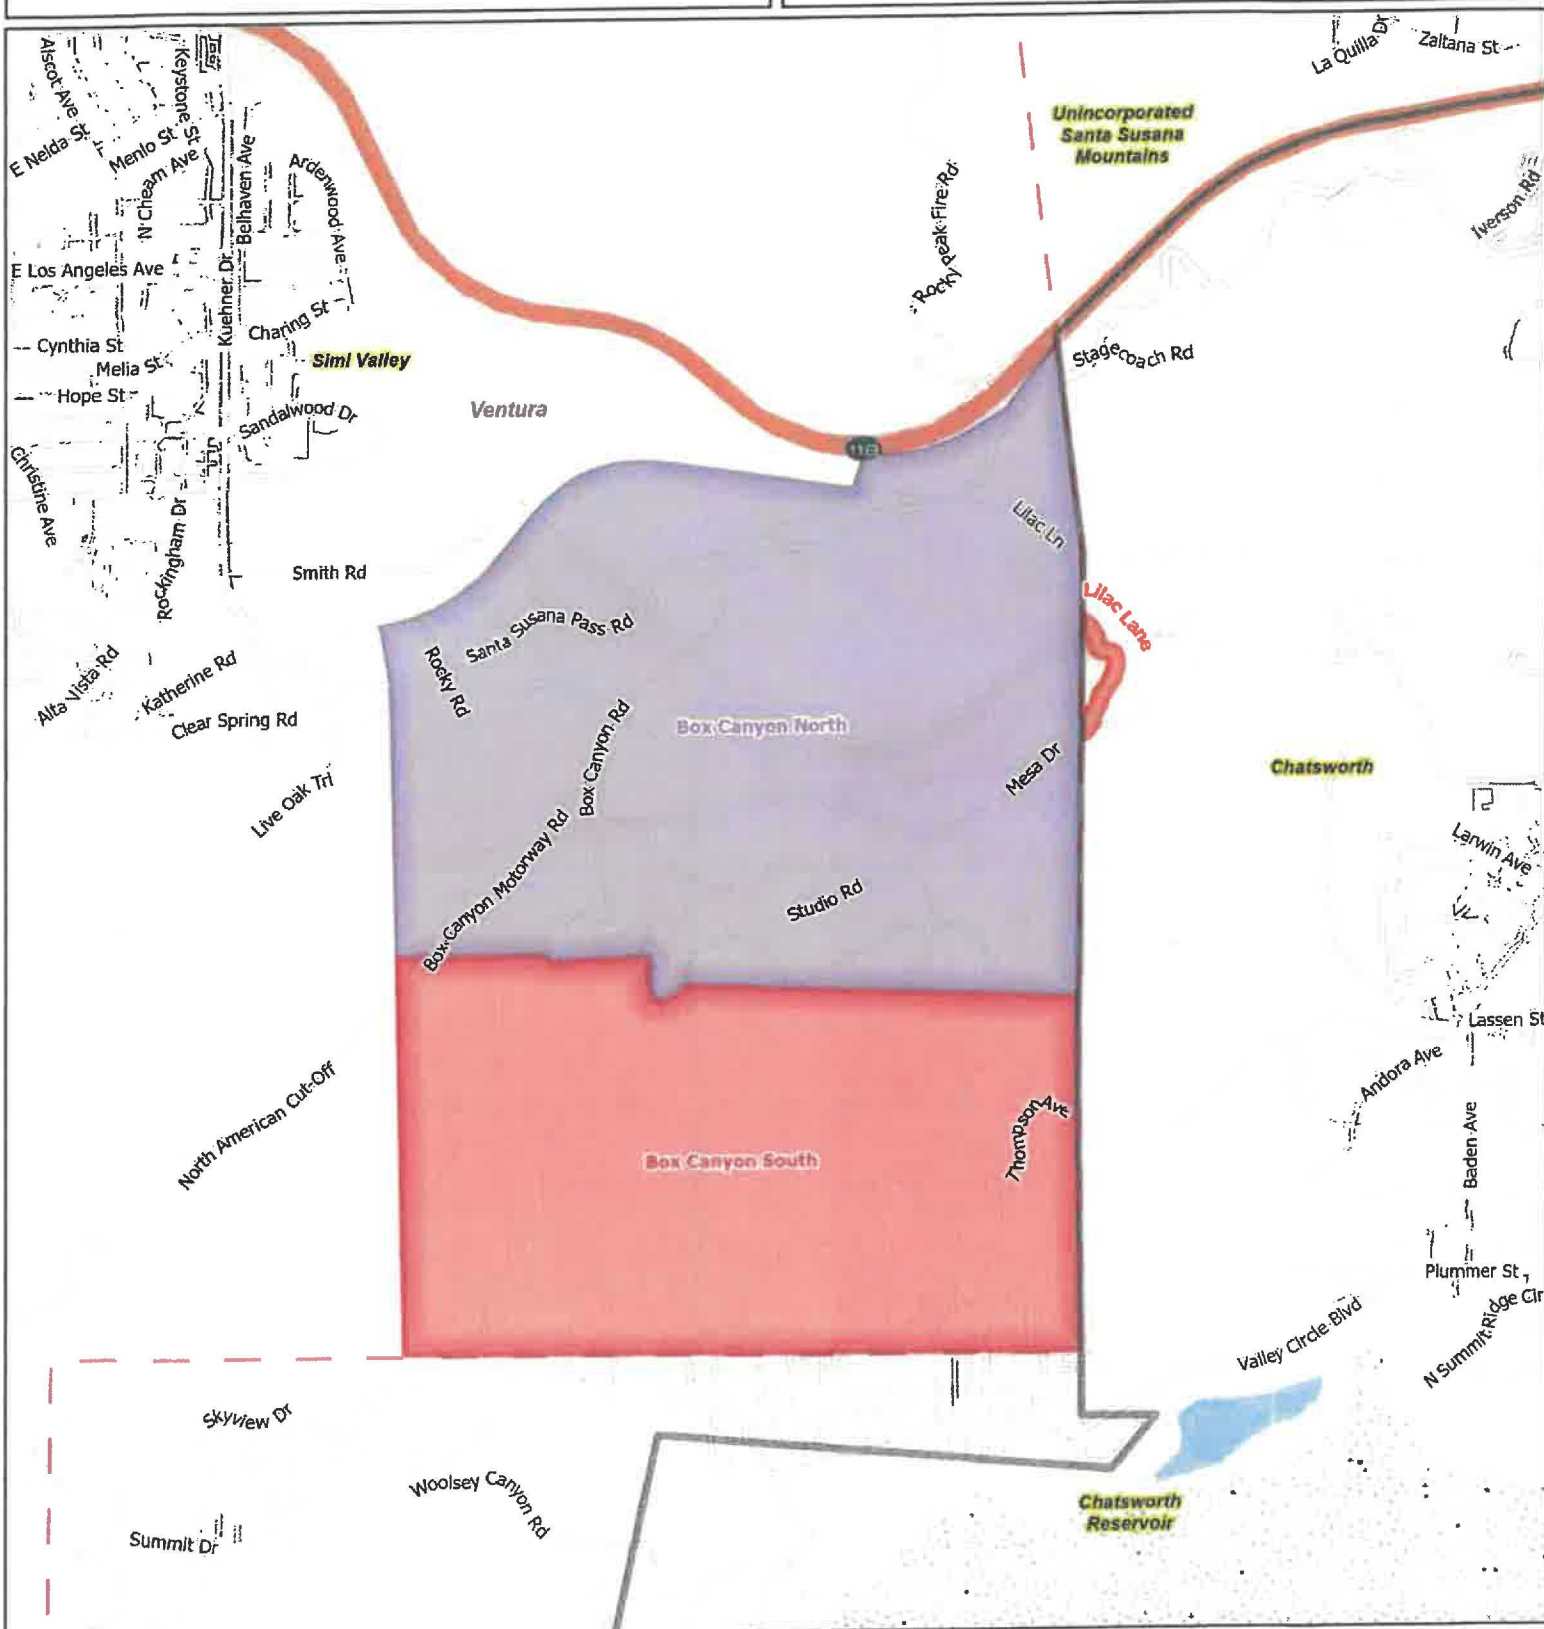 La Quilla Dr
Zaltana St
Alscot Ave
Keystone St
E Nelda St
Menlo St
N Cheam Ave
Belhaven Ave
Ardenwood Ave
Unincorporated
Santa Susana
Mountains
Rocky Peak Fire Rd
Iverson Rd
E Los Angeles Ave
Kuehner Dr
Charing St
Cynthia St
Melia St
Simi Valley
Stagecoach Rd
Hope St
Sandalwood Dr
Ventura
Christine Ave
Rockingham Dr
Lilac Ln
Smith Rd
Lilac Lane
Santa Susana Pass Rd
Rocky Rd
Alta Vista Rd
Katherine Rd
Clear Spring Rd
Box Canyon Rd
Box Canyon North
Mesa Dr
Chatsworth
Live Oak Trl
Box Canyon Motorway Rd
Larwin Ave
Studio Rd
Lassen St
Andora Ave
North American Cut-Off
Thompson Ave
Baden Ave
Box Canyon South
Plummer St
N Summit Ridge Cir
Valley Circle Blvd
Skyview Dr
Woolsey Canyon Rd
Chatsworth
Reservoir
Summit Dr